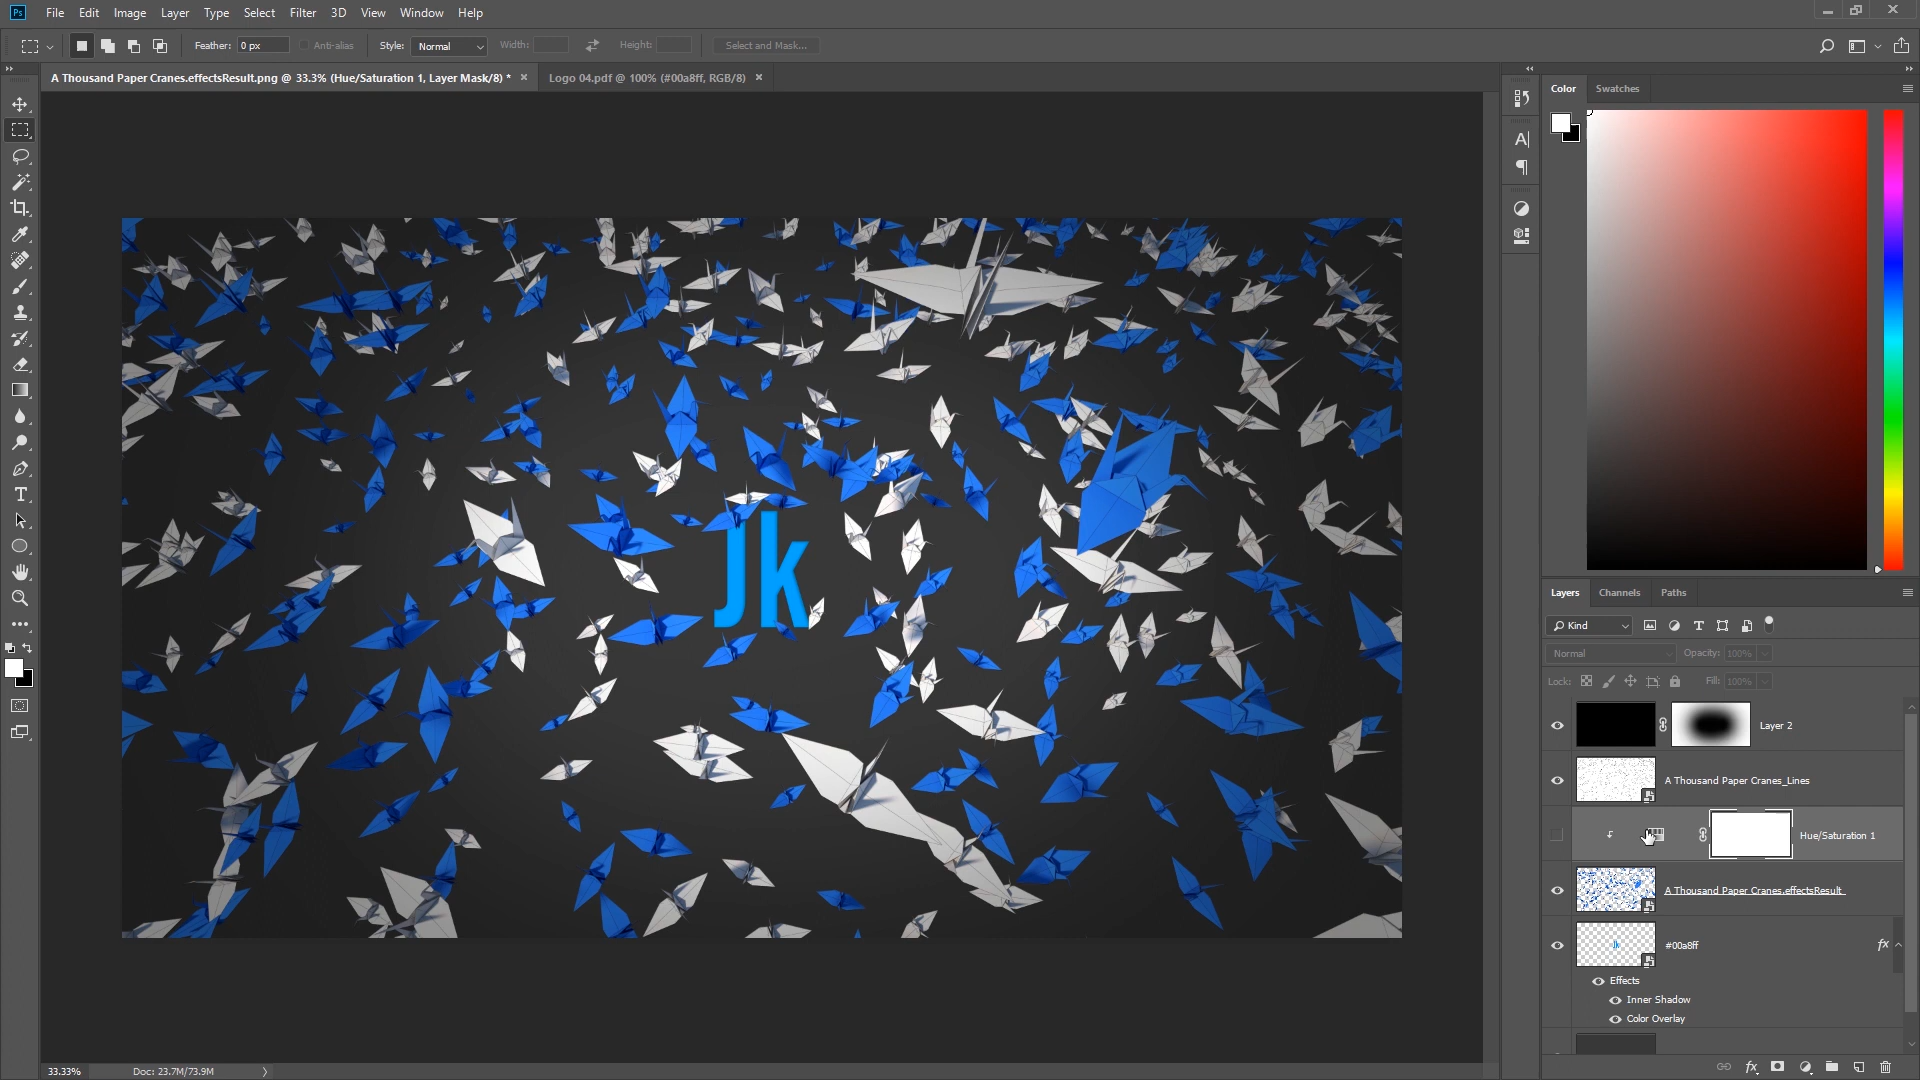 Ps File Edit Image Layer Type Select Filter 3D View Window Help
Feather: 0 px Anti-alias Style: Normal Width: Height: Select and Mask...
A Thousand Paper Cranes.effectsResult.png @ 33.3% (Hue/Saturation 1, Layer Mask/8) * × Logo 04.pdf @ 100% (#00a8ff, RGB/8) ×
Color Swatches
Jk
Layers Channels Paths
Kind
Normal Opacity: 100%
Lock: Fill: 100%
Layer 2
A Thousand Paper Cranes_Lines
Hue/Saturation 1
A Thousand Paper Cranes.effectsResult
#00a8ff fx
Effects
Inner Shadow
Color Overlay
33.33% Doc: 23.7M/73.9M